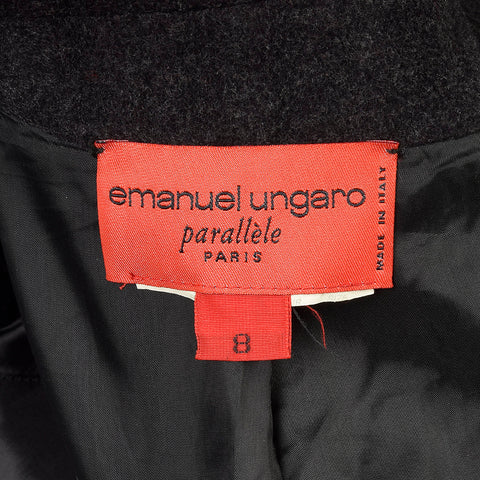 emanuel ungaro
parallèle
PARIS
MADE IN ITALY
8